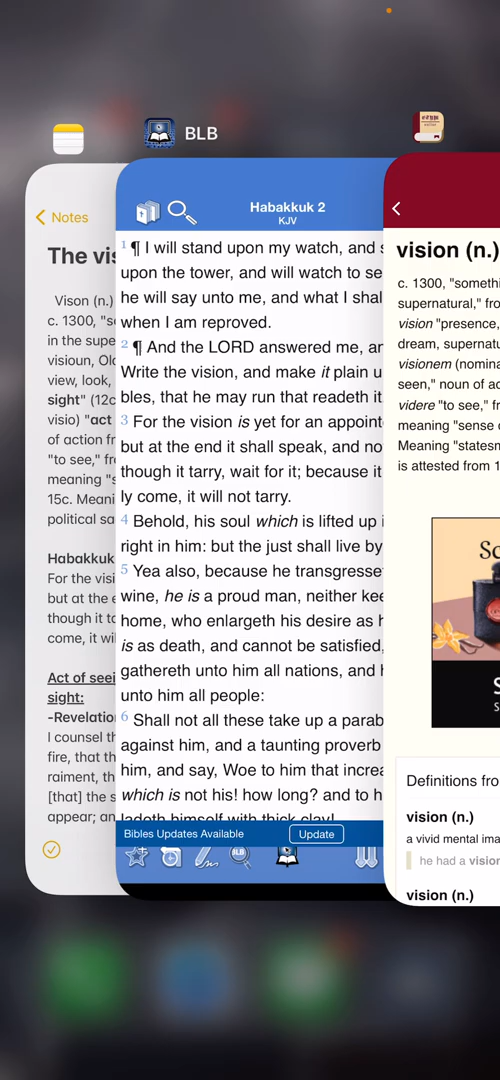 BLB
Notes
The vis
Vison (n.)
c. 1300, "so
in the supe
visioun, Old
view, look,
sight" (12c
visio) "act
of action fr
"to see," fr
meaning "s
15c. Meani
political sa
Habakkuk
For the visi
but at the e
though it to
come, it wi
Act of seei
sight:
-Revelatio
I counsel th
fire, that th
raiment, th
[that] the s
appear; an
Habakkuk 2
KJV
1 ¶ I will stand upon my watch, and s
upon the tower, and will watch to se
he will say unto me, and what I shal
when I am reproved.
2 ¶ And the LORD answered me, an
Write the vision, and make it plain u
bles, that he may run that readeth it
3 For the vision is yet for an appoint
but at the end it shall speak, and no
though it tarry, wait for it; because it
ly come, it will not tarry.
4 Behold, his soul which is lifted up i
right in him: but the just shall live by
5 Yea also, because he transgresse
wine, he is a proud man, neither kee
home, who enlargeth his desire as h
is as death, and cannot be satisfied,
gathereth unto him all nations, and h
unto him all people:
6 Shall not all these take up a parab
against him, and a taunting proverb
him, and say, Woe to him that increa
which is not his! how long? and to h
ladeth himself with thick clay!
Bibles Updates Available
Update
BLB
vision (n.)
c. 1300, "somethi
supernatural," fro
vision "presence,
dream, supernatu
visionem (nomina
seen," noun of ac
videre "to see," fr
meaning "sense o
Meaning "statesm
is attested from 1
Sc
S
Definitions fro
vision (n.)
a vivid mental ima
he had a vision
vision (n.)